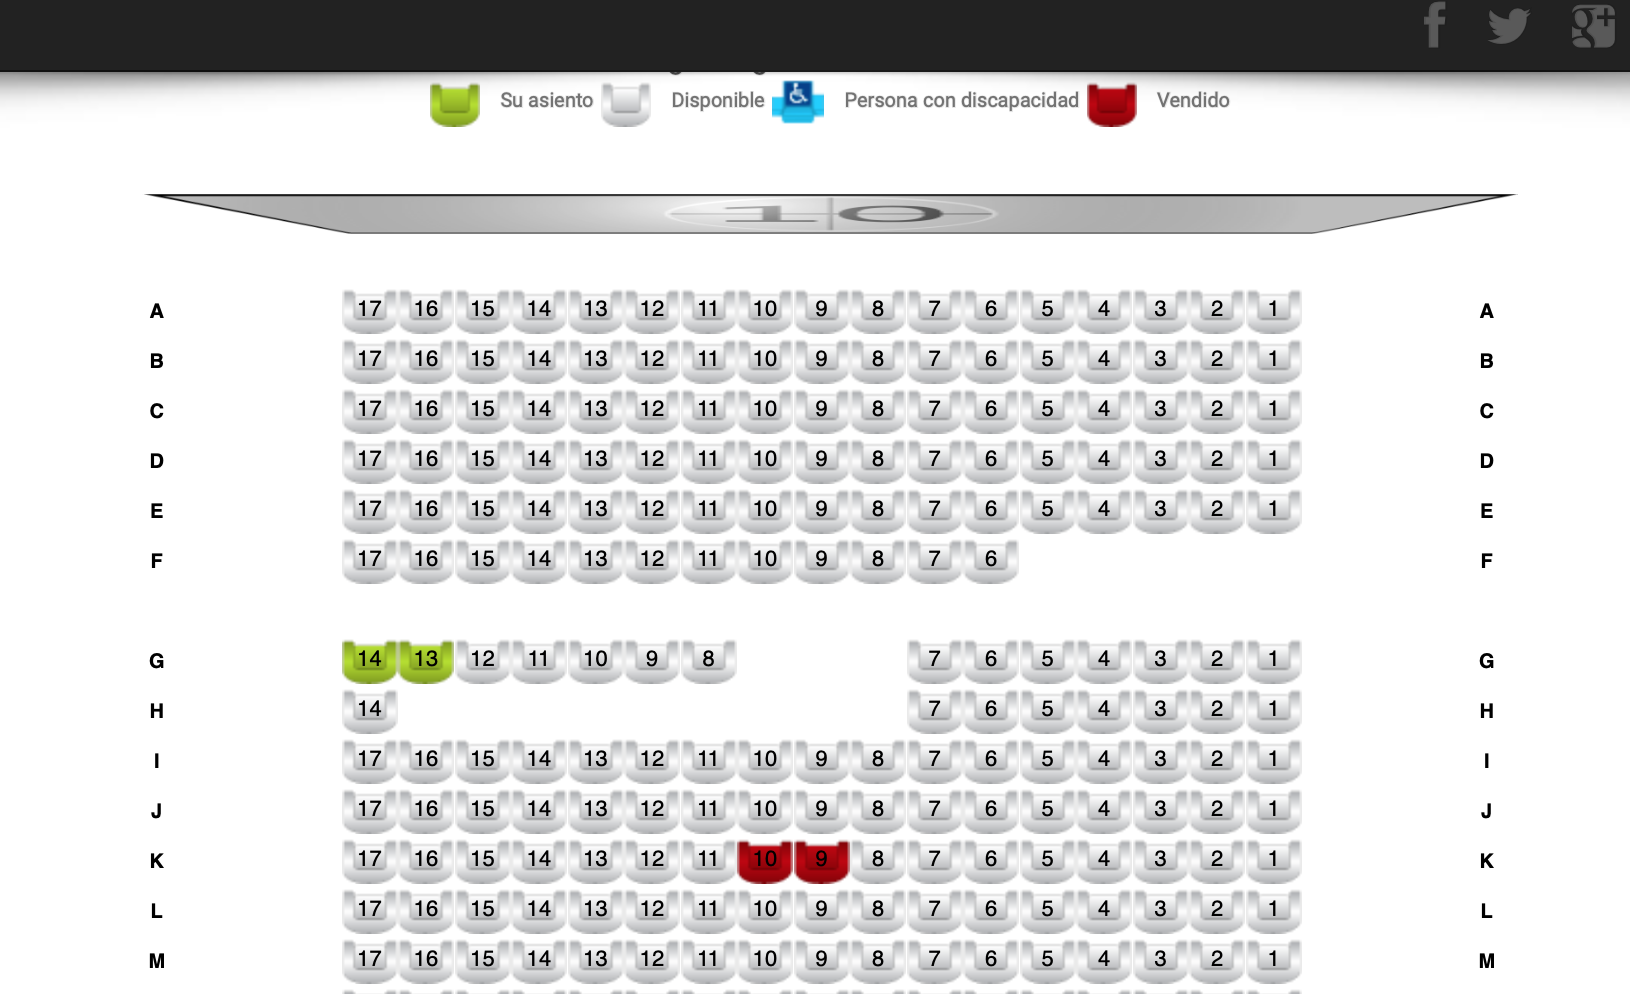 f g+
Su asiento Disponible Persona con discapacidad Vendido
10
A 17 16 15 14 13 12 11 10 9 8 7 6 5 4 3 2 1 A
B 17 16 15 14 13 12 11 10 9 8 7 6 5 4 3 2 1 B
C 17 16 15 14 13 12 11 10 9 8 7 6 5 4 3 2 1 C
D 17 16 15 14 13 12 11 10 9 8 7 6 5 4 3 2 1 D
E 17 16 15 14 13 12 11 10 9 8 7 6 5 4 3 2 1 E
F 17 16 15 14 13 12 11 10 9 8 7 6 F
G 14 13 12 11 10 9 8 7 6 5 4 3 2 1 G
H 14 7 6 5 4 3 2 1 H
I 17 16 15 14 13 12 11 10 9 8 7 6 5 4 3 2 1 I
J 17 16 15 14 13 12 11 10 9 8 7 6 5 4 3 2 1 J
K 17 16 15 14 13 12 11 10 9 8 7 6 5 4 3 2 1 K
L 17 16 15 14 13 12 11 10 9 8 7 6 5 4 3 2 1 L
M 17 16 15 14 13 12 11 10 9 8 7 6 5 4 3 2 1 M